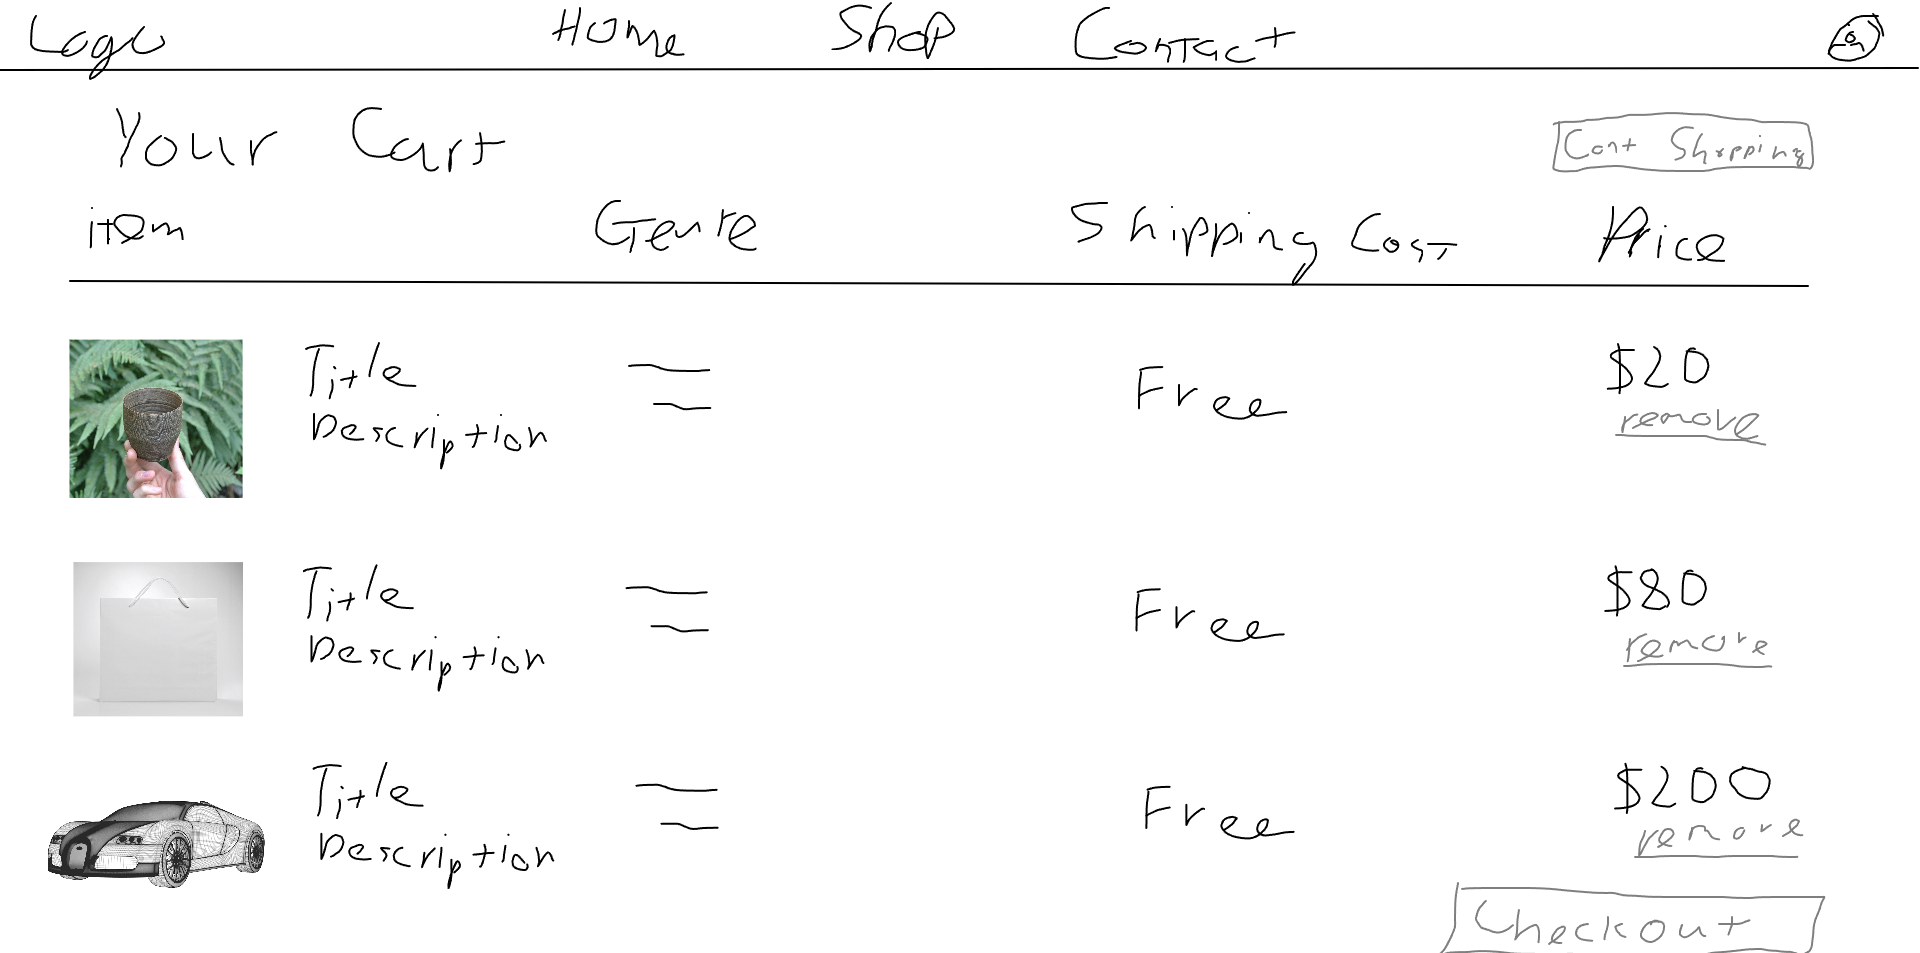 Logo Home Shop Contact
Your Cart
Cont Shopping
item Genre Shipping Cost Price
Title Free $20
Description remove
Title Free $80
Description remove
Title Free $200
Description remove
Checkout